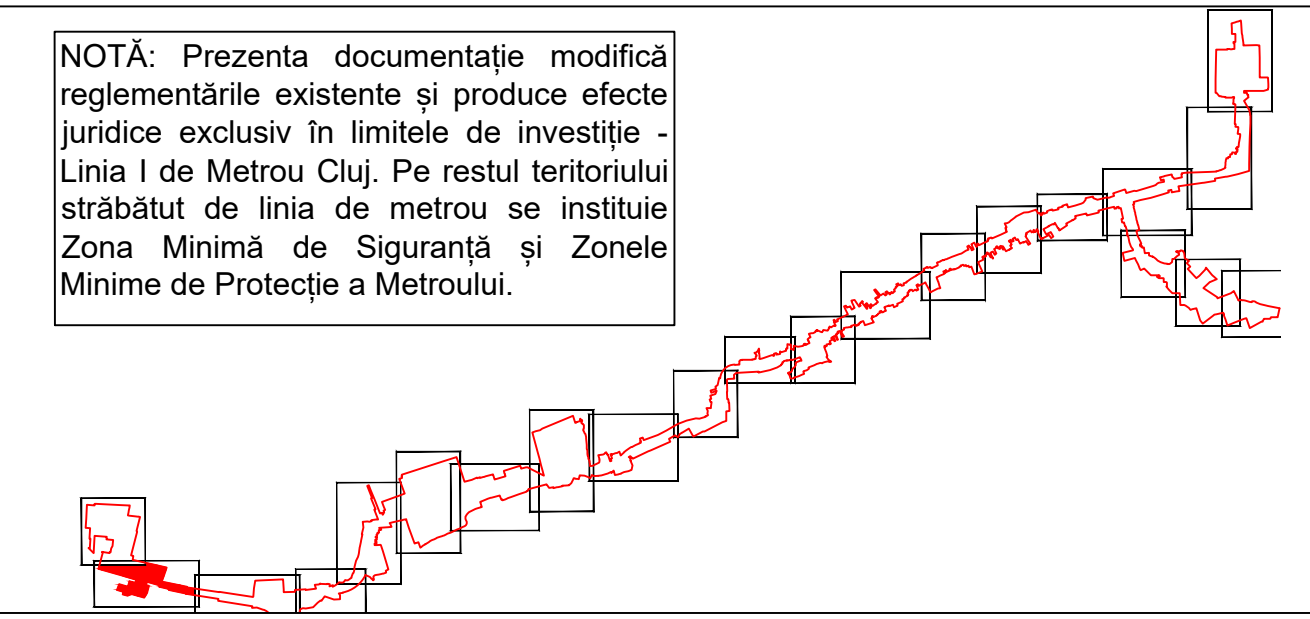 NOTĂ: Prezenta documentație modifică
reglementările existente și produce efecte
juridice exclusiv în limitele de investiție -
Linia I de Metrou Cluj. Pe restul teritoriului
străbătut de linia de metrou se instituie
Zona Minimă de Siguranță și Zonele
Minime de Protecție a Metroului.